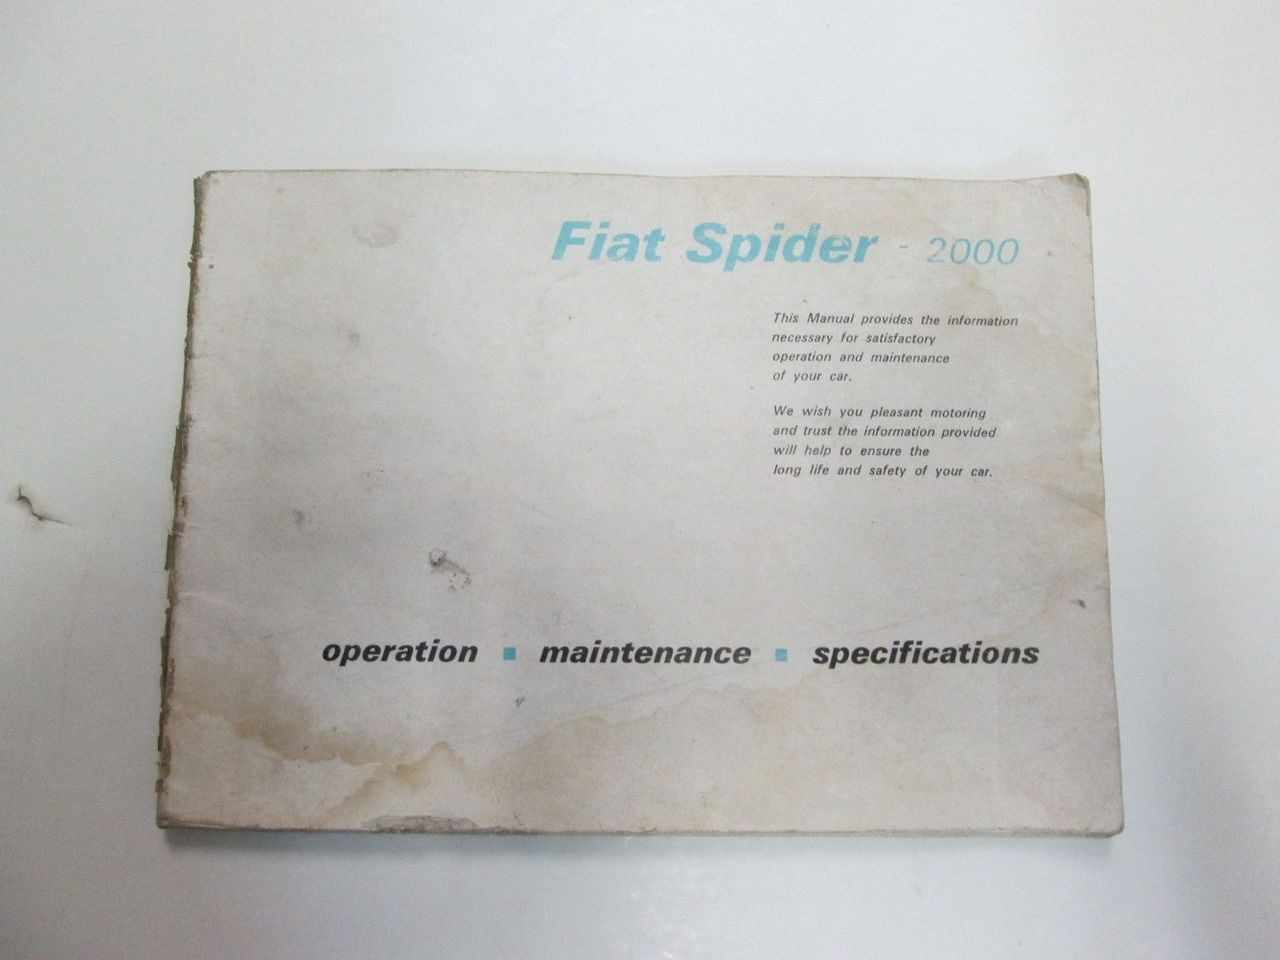 Fiat Spider - 2000
This Manual provides the information
necessary for satisfactory
operation and maintenance
of your car.
We wish you pleasant motoring
and trust the information provided
will help to ensure the
long life and safety of your car.
operation ▪ maintenance ▪ specifications